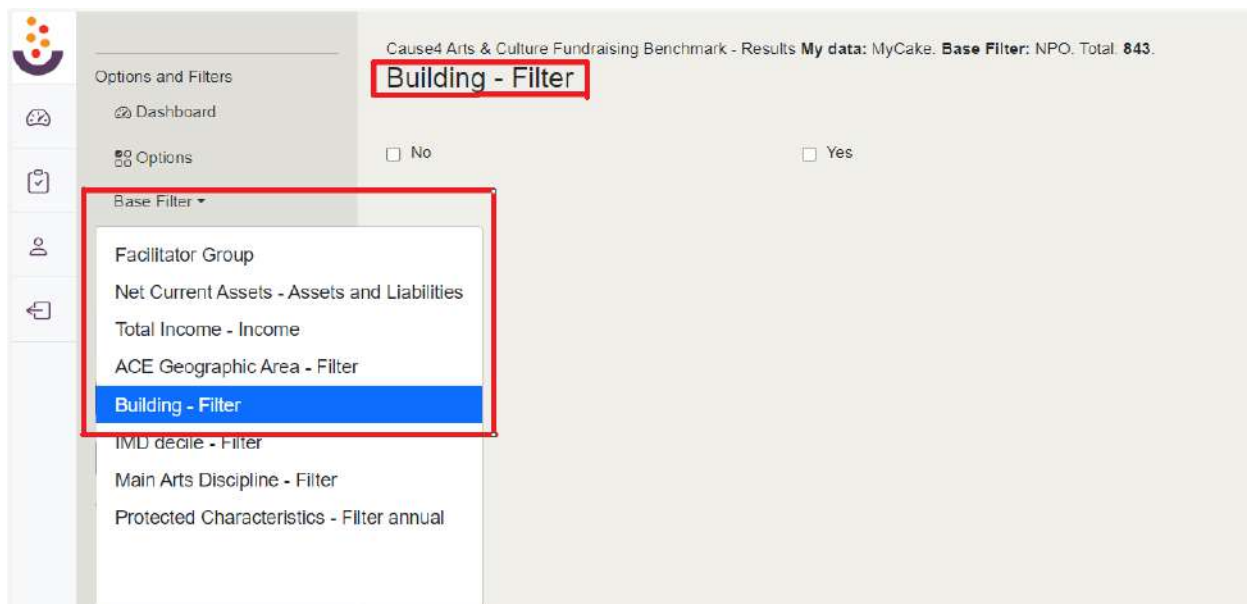 Cause4 Arts & Culture Fundraising Benchmark - Results My data: MyCake. Base Filter: NPO. Total: 843.
Building - Filter
No
Yes
Options and Filters
Dashboard
Options
Base Filter
Facilitator Group
Net Current Assets - Assets and Liabilities
Total Income - Income
ACE Geographic Area - Filter
Building - Filter
IMD decile - Filter
Main Arts Discipline - Filter
Protected Characteristics - Filter annual